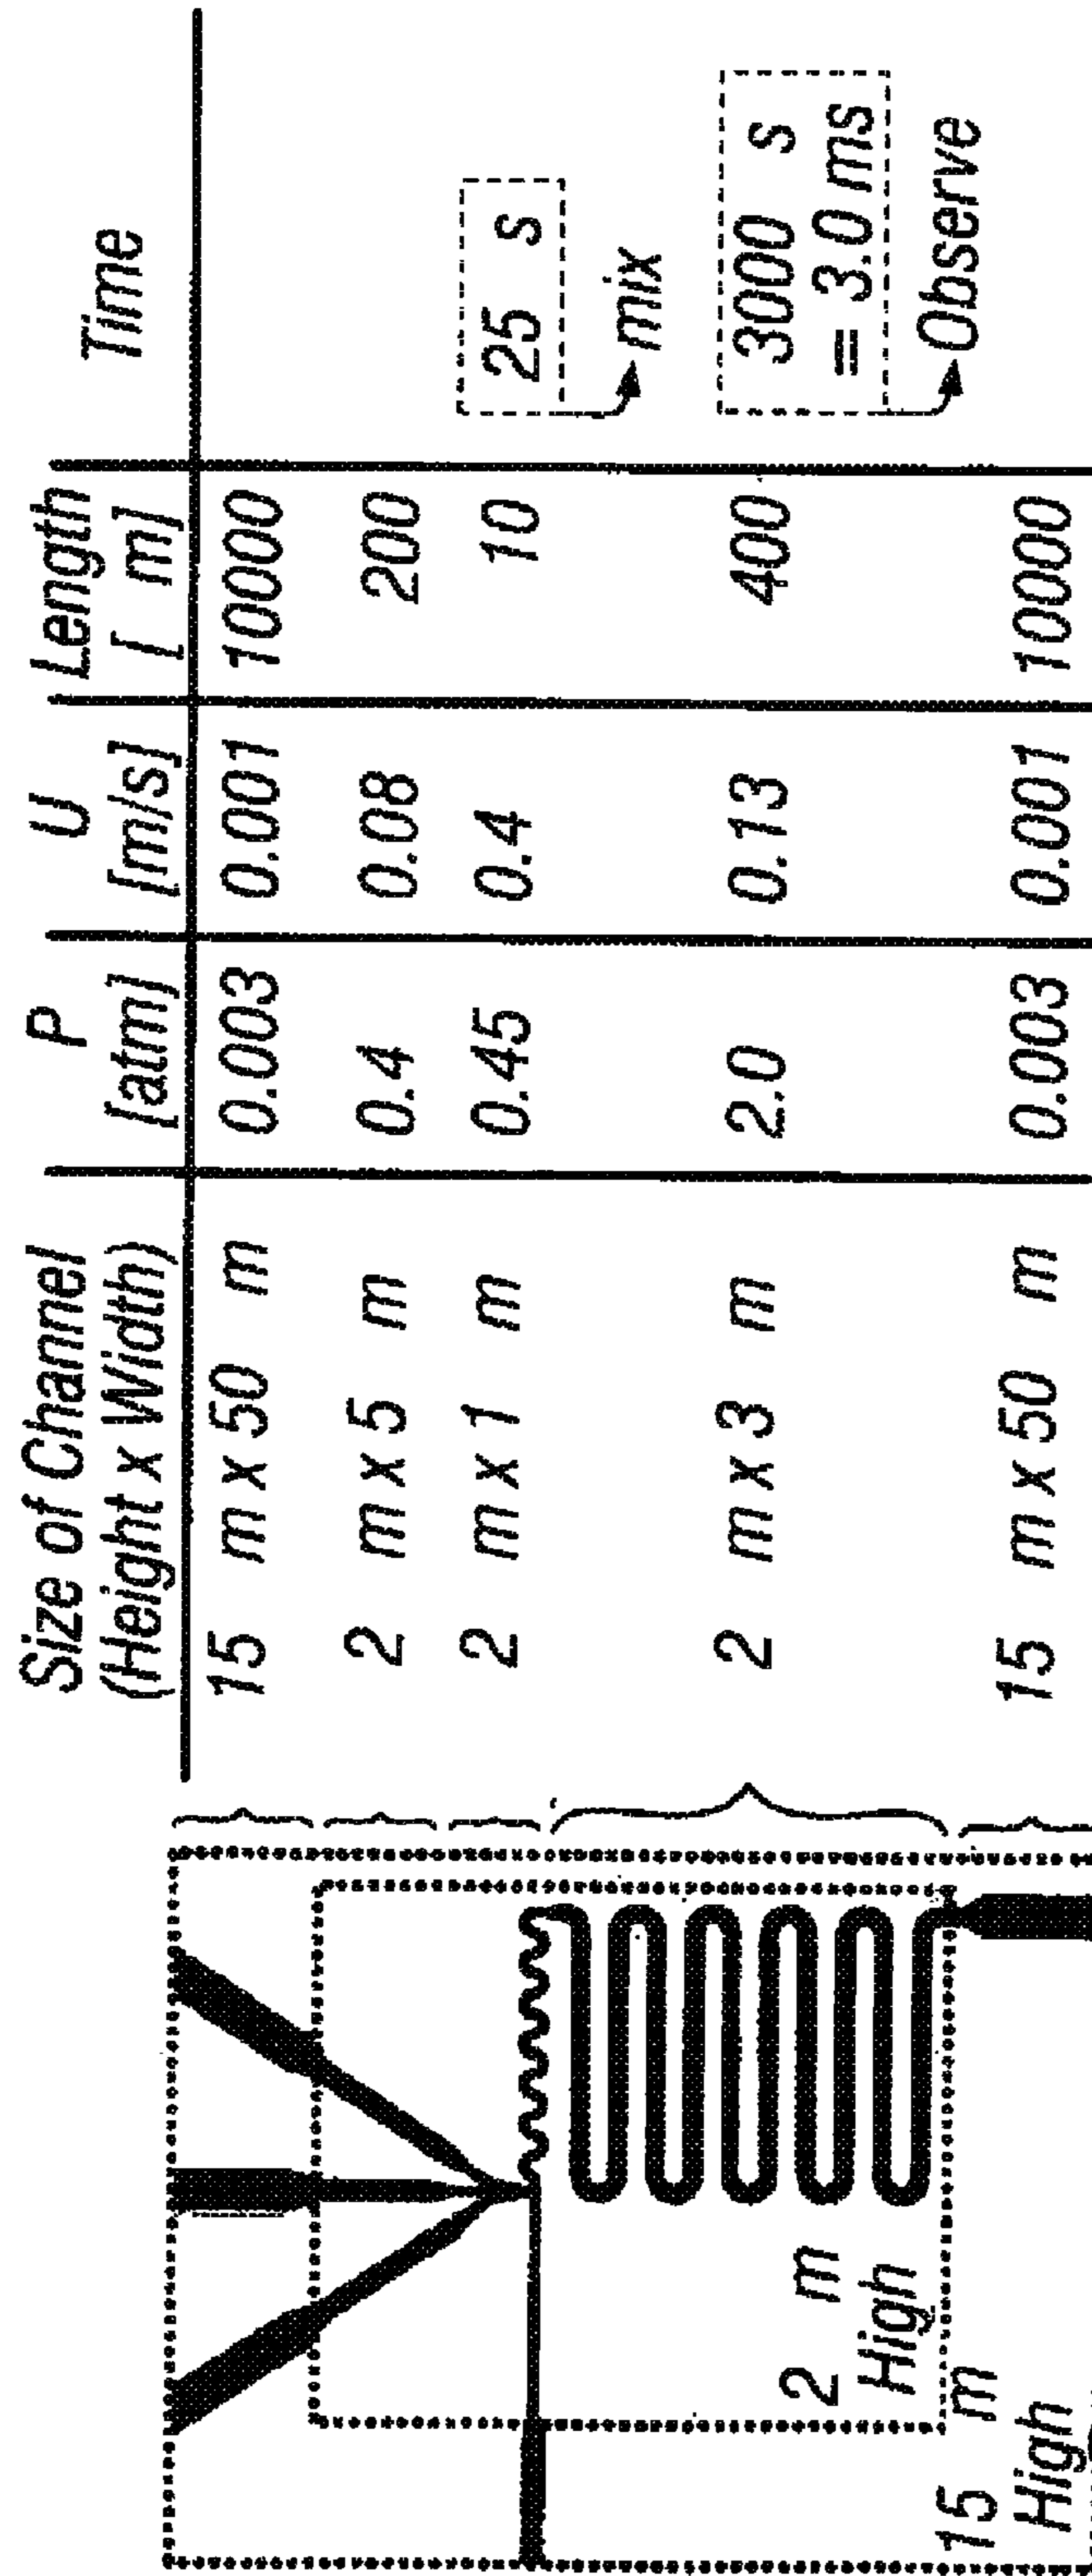 Size of Channel
(Height x Width)
P
[atm]
U
[m/s]
Length
[ m]
Time
15 m x 50 m
0.003
0.001
10000
2 m x 5 m
0.4
0.08
200
2 m x 1 m
0.45
0.4
10
25 s
mix
2 m x 3 m
2.0
0.13
400
3000 s
= 3.0 ms
Observe
15 m x 50 m
0.003
0.001
10000
2 m
High
15 m
High